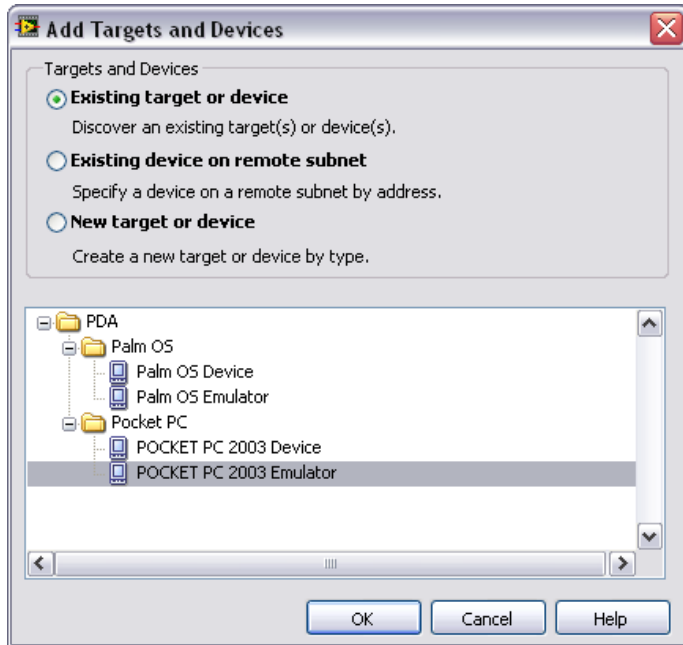 Add Targets and Devices
Targets and Devices
Existing target or device
Discover an existing target(s) or device(s).
Existing device on remote subnet
Specify a device on a remote subnet by address.
New target or device
Create a new target or device by type.
PDA
Palm OS
Palm OS Device
Palm OS Emulator
Pocket PC
POCKET PC 2003 Device
POCKET PC 2003 Emulator
OK Cancel Help